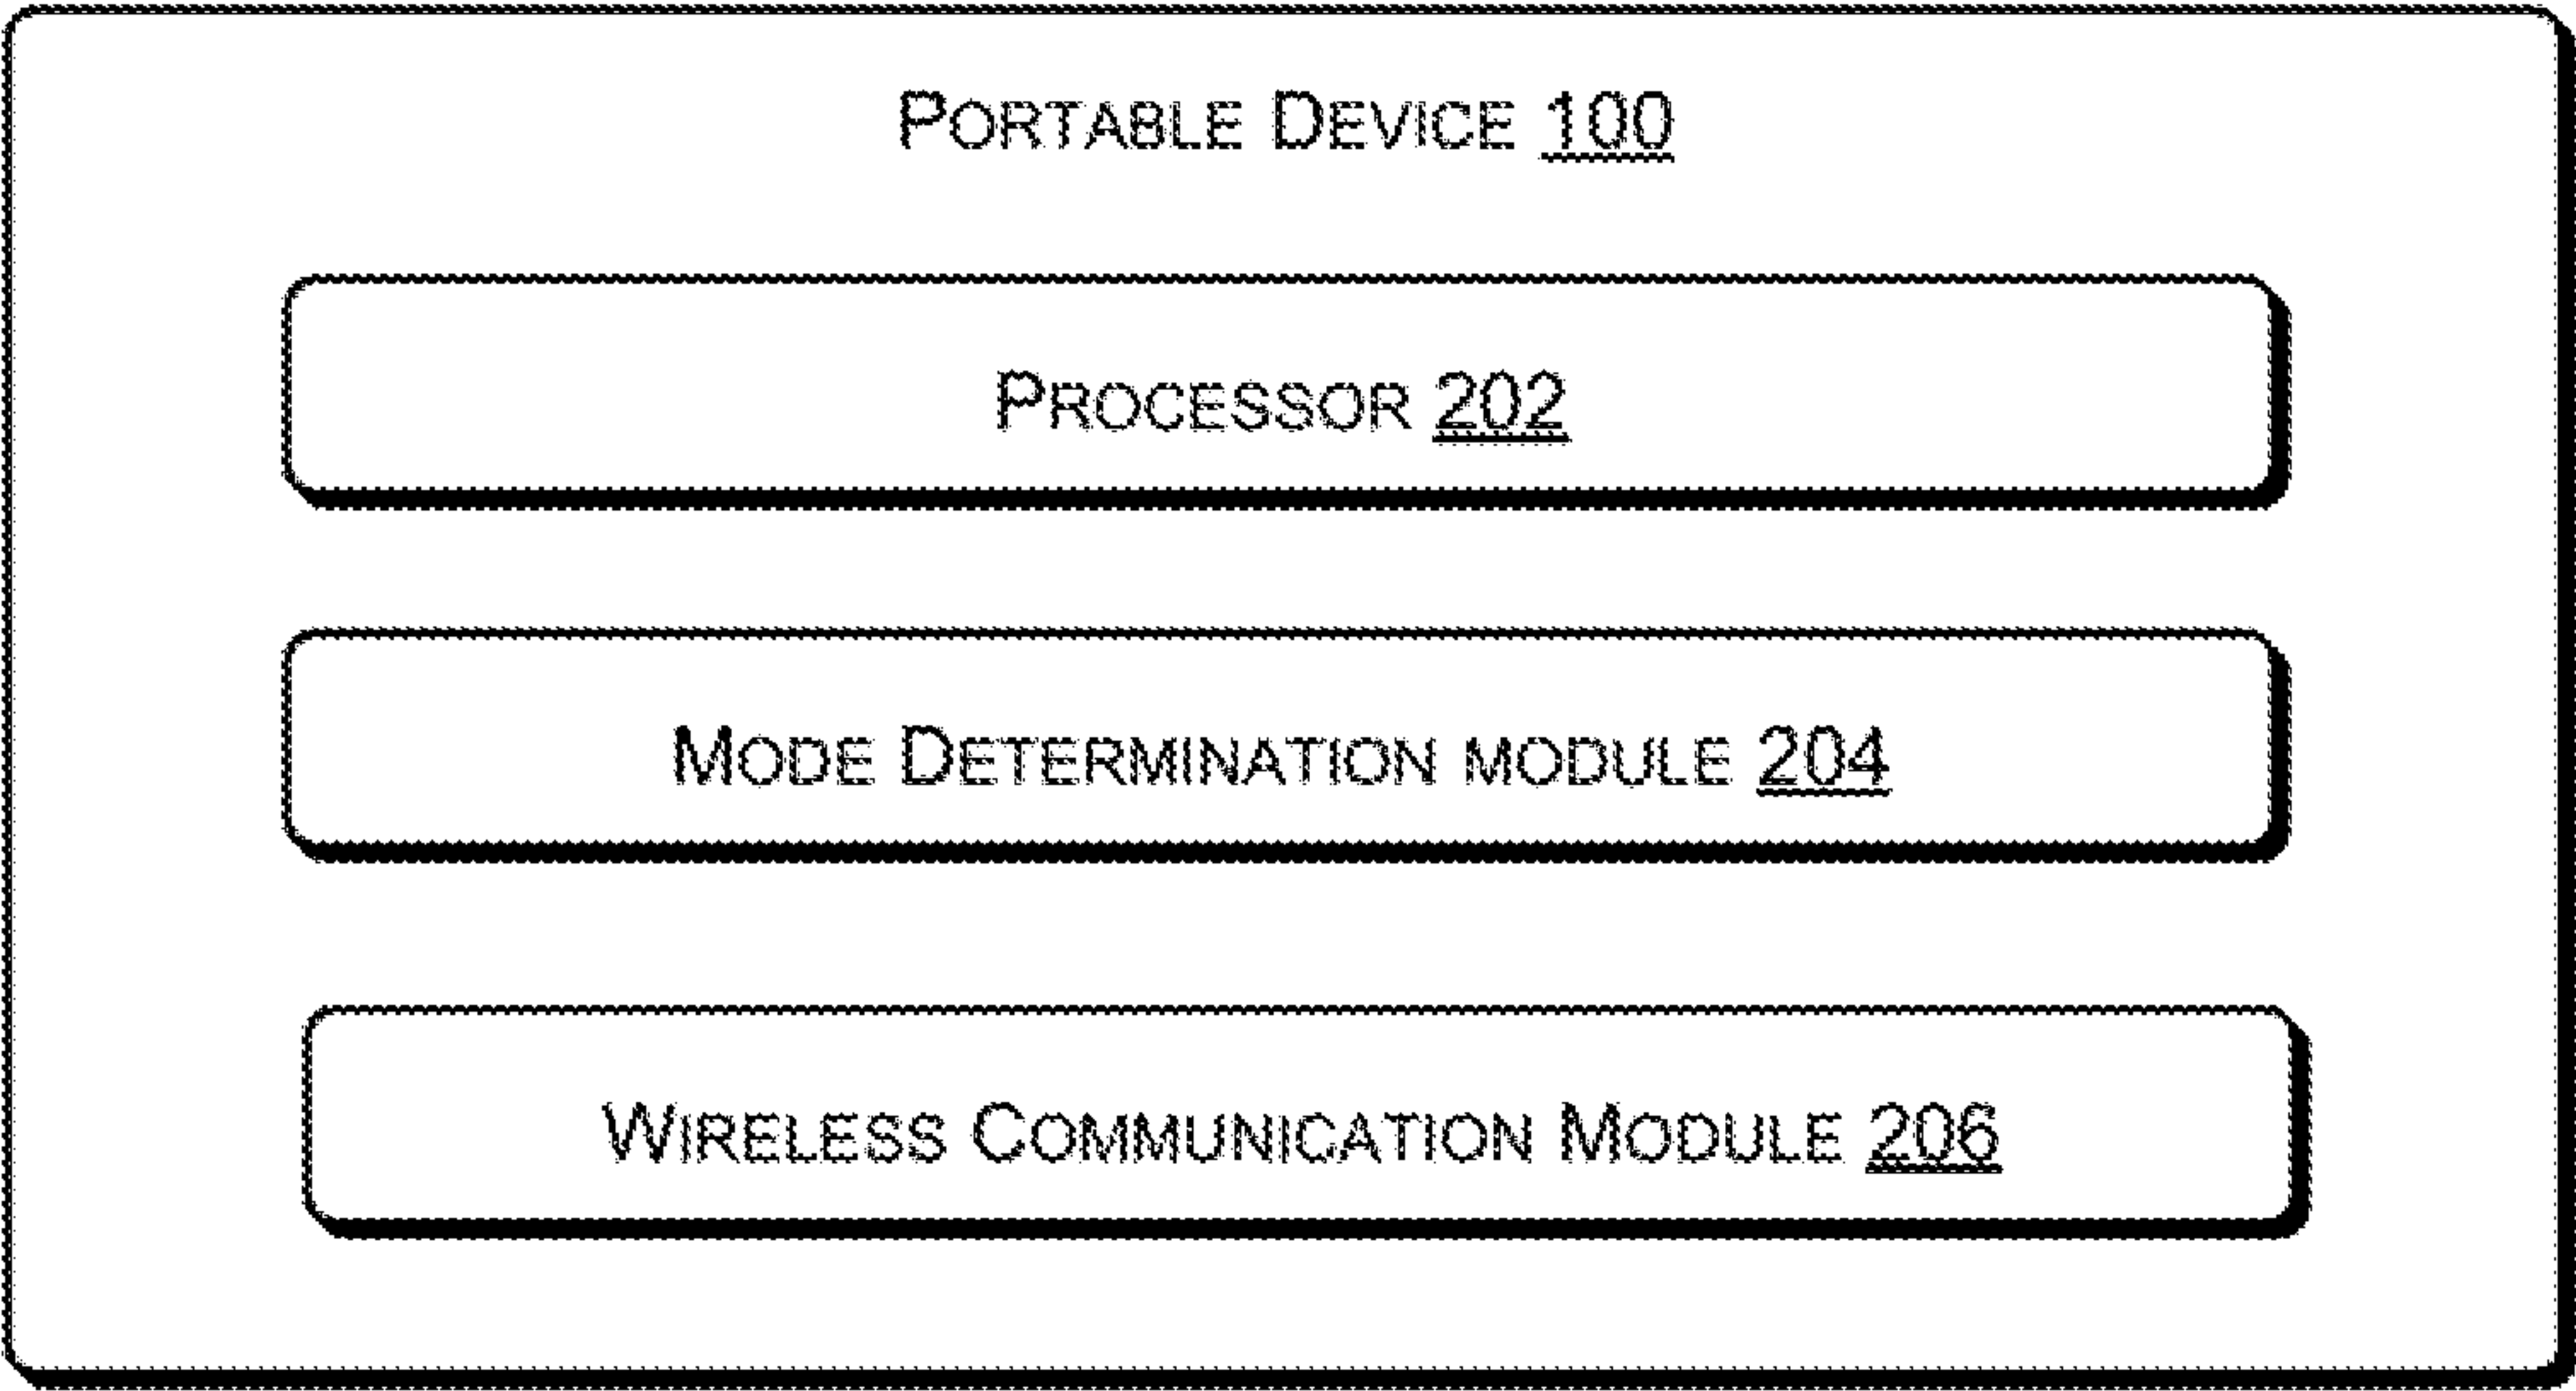 PORTABLE DEVICE 100
PROCESSOR 202
MODE DETERMINATION MODULE 204
WIRELESS COMMUNICATION MODULE 206